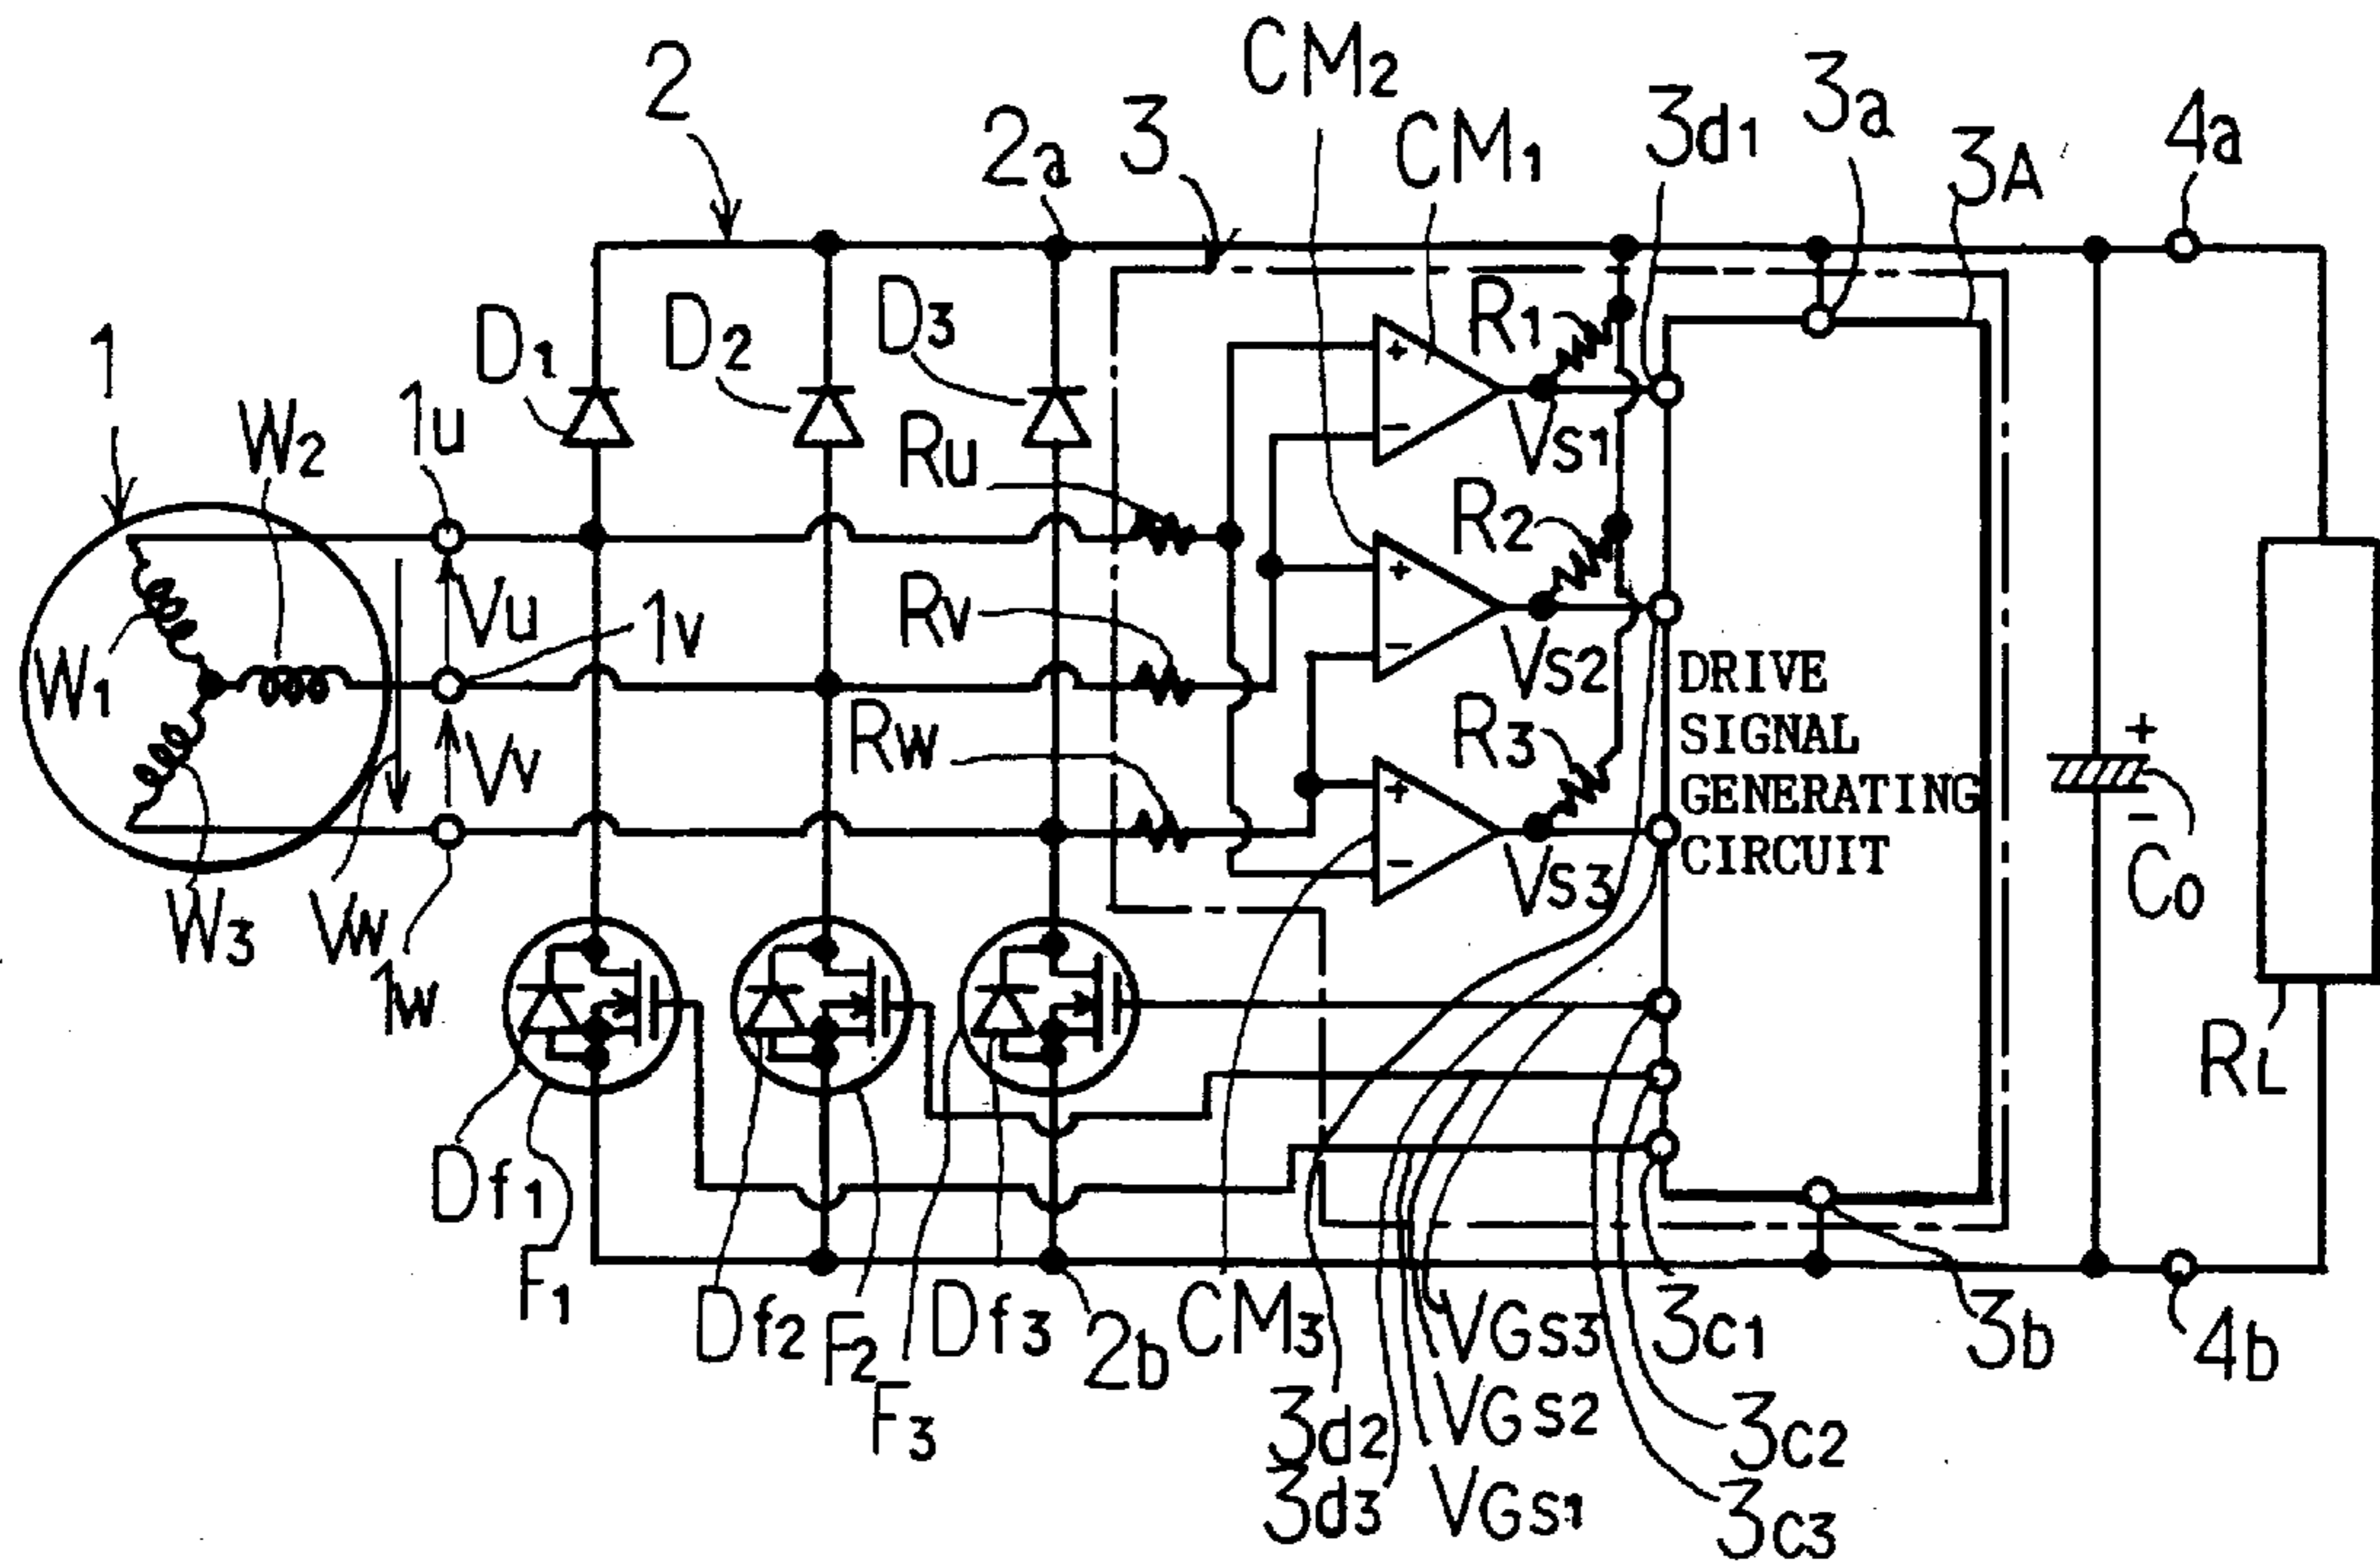 CM2
2
2a
3
CM1
3d1
3a
3A
4a
1
D1
D2
D3
R1
W2
1u
Ru
VS1
R2
Vu
1v
Rv
W1
VS2
DRIVE
SIGNAL
GENERATING
CIRCUIT
Rw
R3
Vv
+
-
Co
VS3
W3
Vw
1w
RL
+
-
+
-
+
-
Df1
F1
Df2
F2
F3
Df3
2b
CM3
VGS3
3c1
3b
4b
3d2
VGS2
3c2
3d3
VGS1
3c3